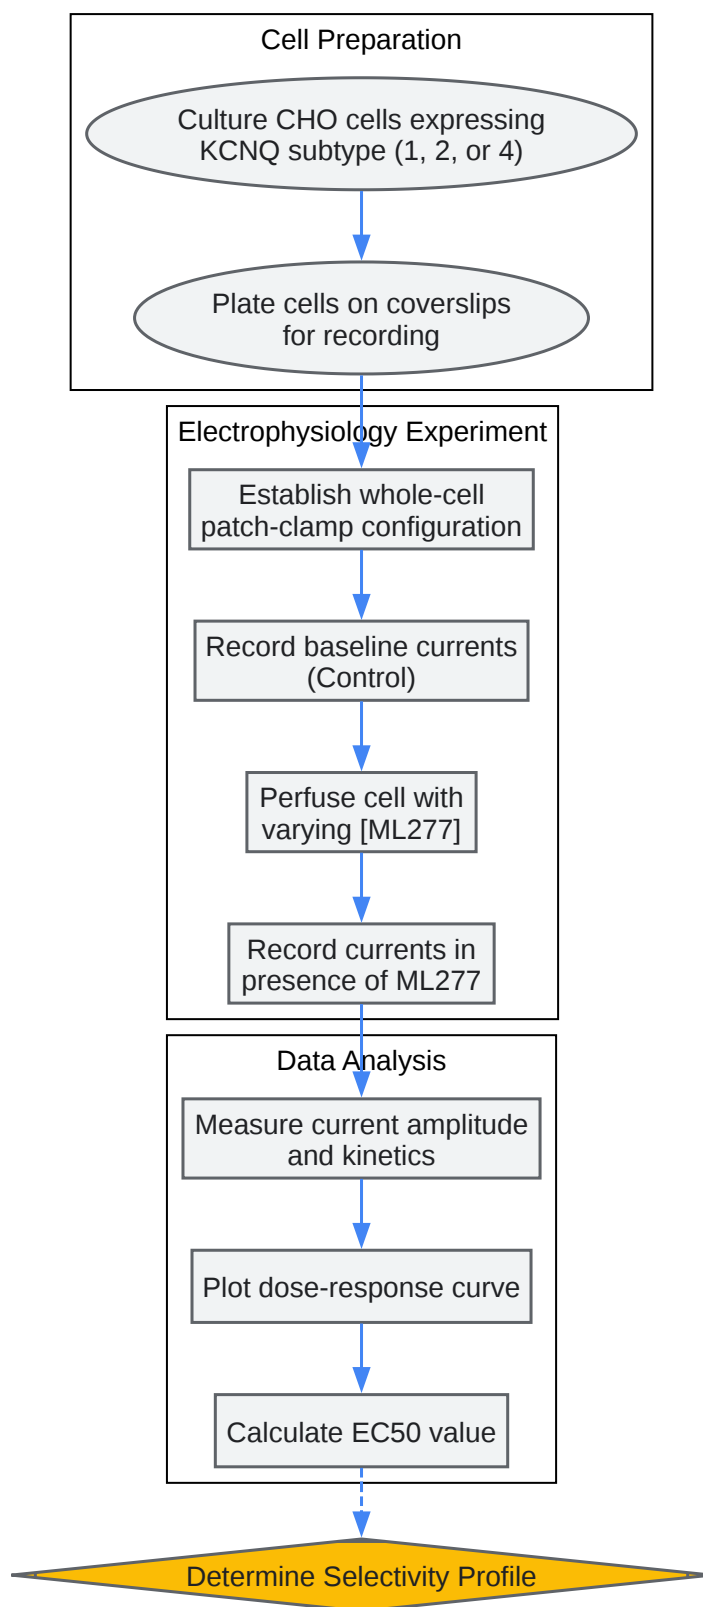 Cell Preparation
Culture CHO cells expressing
KCNQ subtype (1, 2, or 4)
Plate cells on coverslips
for recording
Electrophysiology Experiment
Establish whole-cell
patch-clamp configuration
Record baseline currents
(Control)
Perfuse cell with
varying [ML277]
Record currents in
presence of ML277
Data Analysis
Measure current amplitude
and kinetics
Plot dose-response curve
Calculate EC50 value
Determine Selectivity Profile